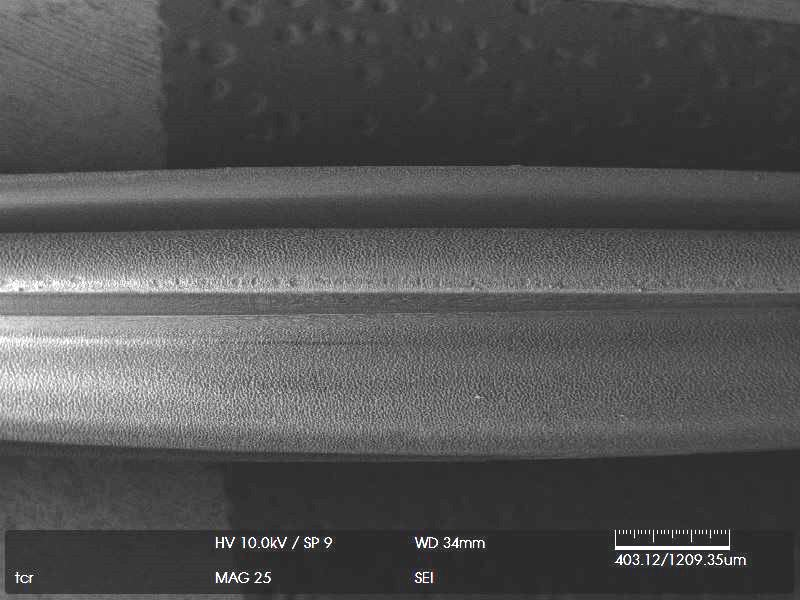 HV 10.0kV / SP 9 WD 34mm
403.12/1209.35um
tcr MAG 25 SEI